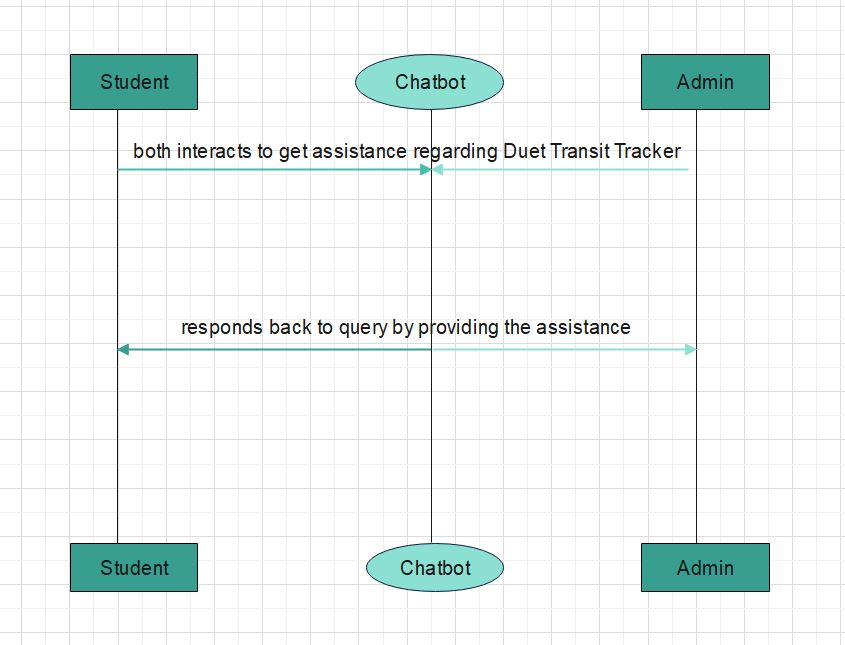 Student
Chatbot
Admin
both interacts to get assistance regarding Duet Transit Tracker
responds back to query by providing the assistance
Student
Chatbot
Admin